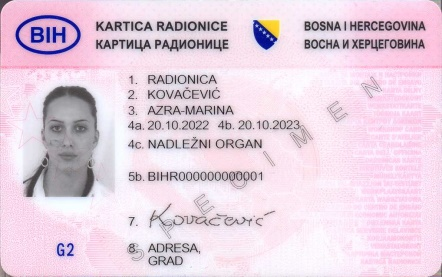 BIH
KARTICA RADIONICE
КАРТИЦА РАДИОНИЦЕ
BOSNA I HERCEGOVINA
БОСНА И ХЕРЦЕГОВИНА
1. RADIONICA
2. KOVAČEVIĆ
3. AZRA-MARINA
4a. 20.10.2022 4b. 20.10.2023
4c. NADLEŽNI ORGAN
5b. BIHR000000000001
7. Kovačević
8. ADRESA,
GRAD
G2
SPECIMEN